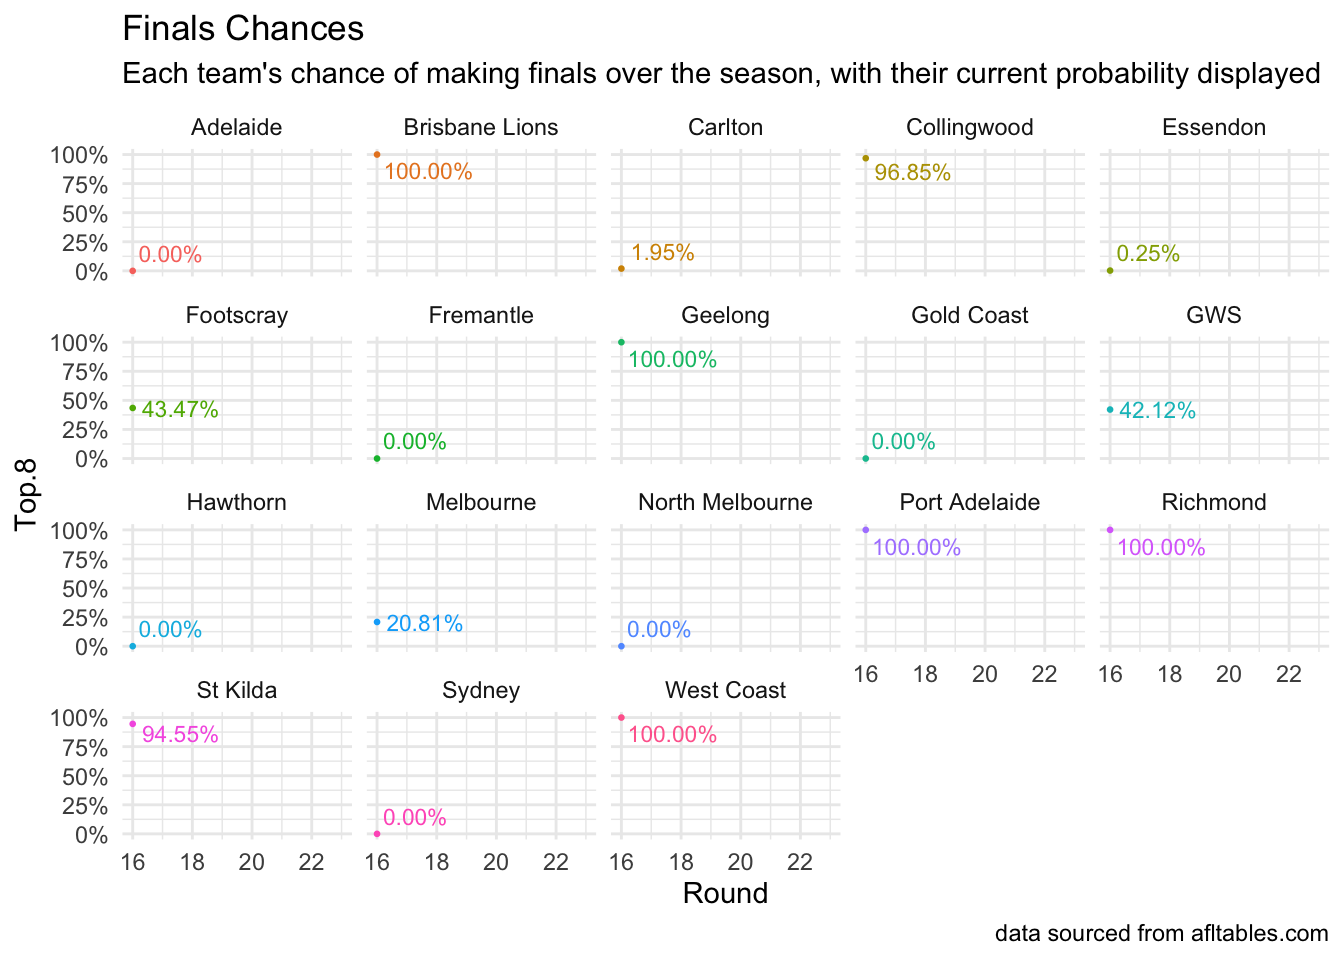 Finals Chances
Each team's chance of making finals over the season, with their current probability displayed
Adelaide Brisbane Lions Carlton Collingwood Essendon
100%
75%
50%
25%
0%
0.00% 100.00% 1.95% 96.85% 0.25%
Footscray Fremantle Geelong Gold Coast GWS
100%
75%
50%
25%
0%
43.47% 0.00% 100.00% 0.00% 42.12%
Top.8
Hawthorn Melbourne North Melbourne Port Adelaide Richmond
100%
75%
50%
25%
0%
0.00% 20.81% 0.00% 100.00% 100.00%
16 18 20 22 16 18 20 22
St Kilda Sydney West Coast
100%
75%
50%
25%
0%
94.55% 0.00% 100.00%
16 18 20 22 16 18 20 22 16 18 20 22
Round
data sourced from afltables.com